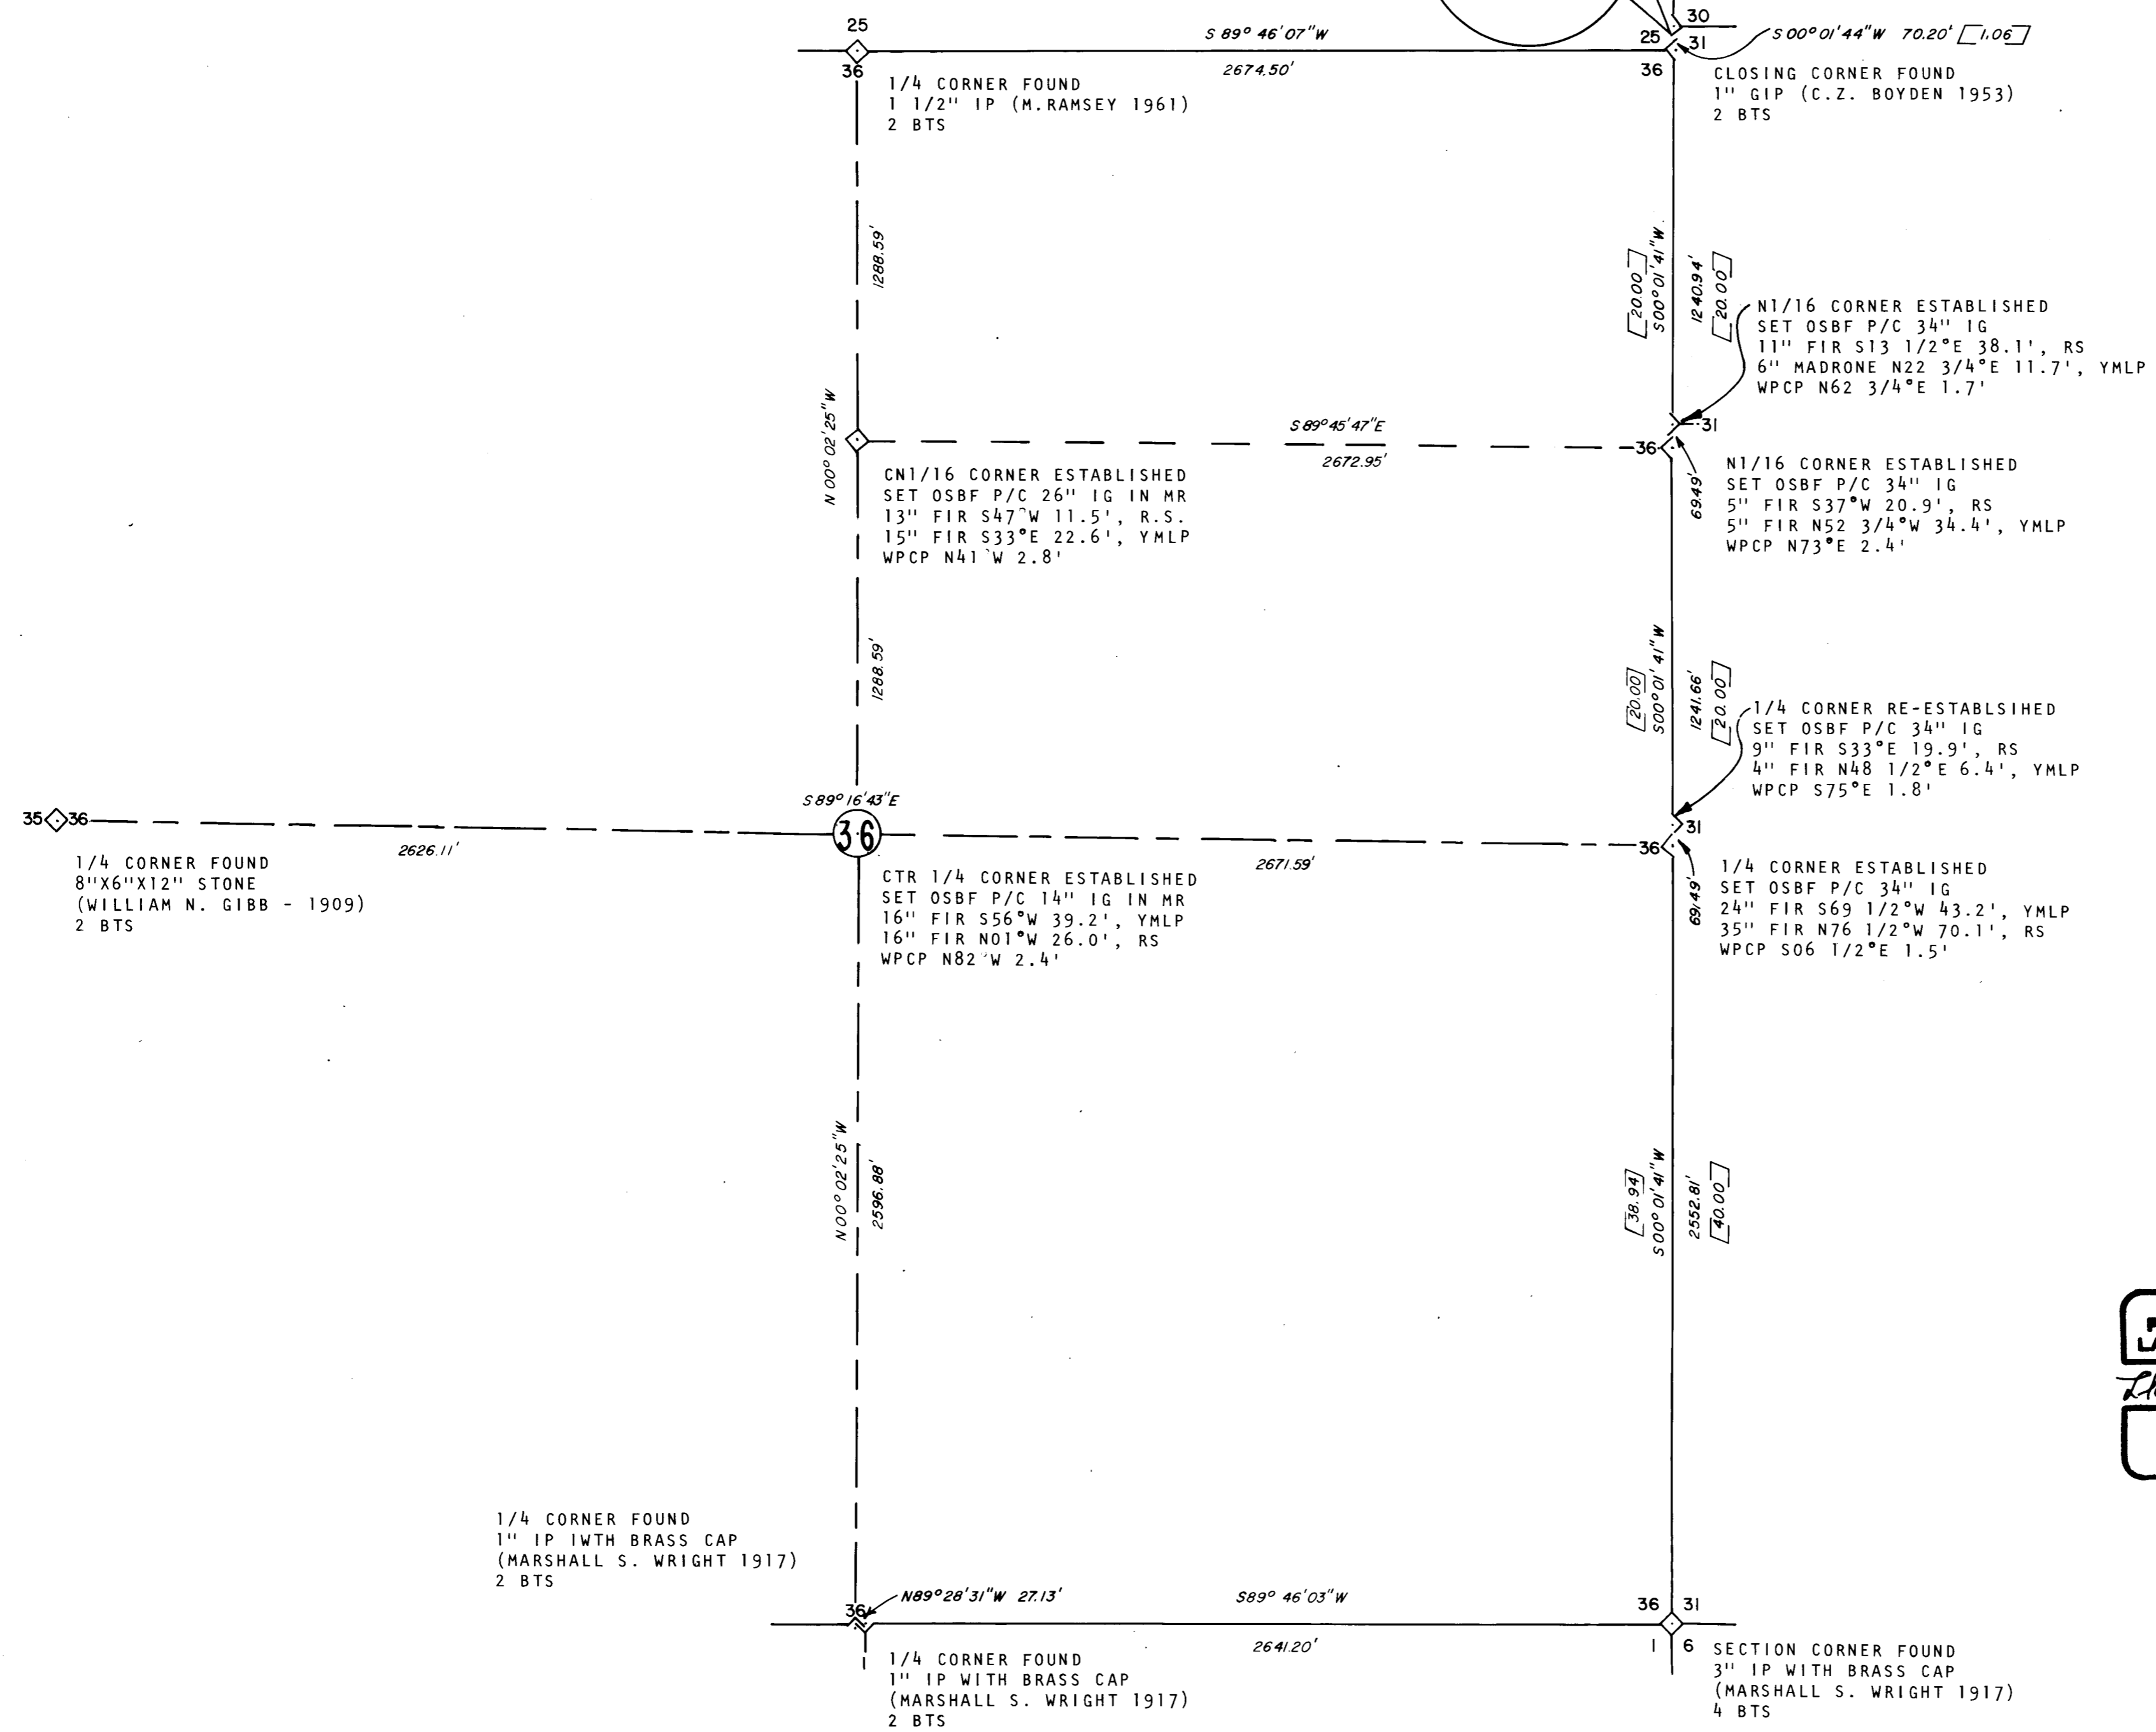 25
S 89° 46' 07" W
30
25
31
S 00° 01' 44" W 70.20' [1.06]
36
2674.50'
36
1/4 CORNER FOUND
1 1/2" IP (M.RAMSEY 1961)
2 BTS
CLOSING CORNER FOUND
1" GIP (C.Z. BOYDEN 1953)
2 BTS
1288.59'
[20.00]
S00° 01' 41" W
1240.94'
[20.00]
N1/16 CORNER ESTABLISHED
SET OSBF P/C 34" IG
11" FIR S13 1/2°E 38.1', RS
6" MADRONE N22 3/4°E 11.7', YMLP
WPCP N62 3/4°E 1.7'
N 00° 02' 25" W
S 89° 45' 47" E
2672.95'
31
36
CN1/16 CORNER ESTABLISHED
SET OSBF P/C 26" IG IN MR
13" FIR S47°W 11.5', R.S.
15" FIR S33°E 22.6', YMLP
WPCP N41°W 2.8'
69.49'
N1/16 CORNER ESTABLISHED
SET OSBF P/C 34" IG
5" FIR S37°W 20.9', RS
5" FIR N52 3/4°W 34.4', YMLP
WPCP N73°E 2.4'
1288.59'
[20.00]
S00° 01' 41" W
1241.66'
[20.00]
1/4 CORNER RE-ESTABLSIHED
SET OSBF P/C 34" IG
9" FIR S33°E 19.9', RS
4" FIR N48 1/2°E 6.4', YMLP
WPCP S75°E 1.8'
S 89° 16' 43" E
35
36
2626.11'
36
2671.59'
31
36
1/4 CORNER FOUND
8"X6"X12" STONE
(WILLIAM N. GIBB - 1909)
2 BTS
CTR 1/4 CORNER ESTABLISHED
SET OSBF P/C 14" IG IN MR
16" FIR S56°W 39.2', YMLP
16" FIR N01°W 26.0', RS
WPCP N82°W 2.4'
69.49'
1/4 CORNER ESTABLISHED
SET OSBF P/C 34" IG
24" FIR S69 1/2°W 43.2', YMLP
35" FIR N76 1/2°W 70.1', RS
WPCP S06 1/2°E 1.5'
N00° 02' 25" W
2596.88'
[38.94]
S00° 01' 41" W
2552.81'
[40.00]
1/4 CORNER FOUND
1" IP IWTH BRASS CAP
(MARSHALL S. WRIGHT 1917)
2 BTS
N89° 28' 31" W 27.13'
S89° 46' 03" W
36
2641.20'
36
31
1
1
6
1/4 CORNER FOUND
1" IP WITH BRASS CAP
(MARSHALL S. WRIGHT 1917)
2 BTS
SECTION CORNER FOUND
3" IP WITH BRASS CAP
(MARSHALL S. WRIGHT 1917)
4 BTS